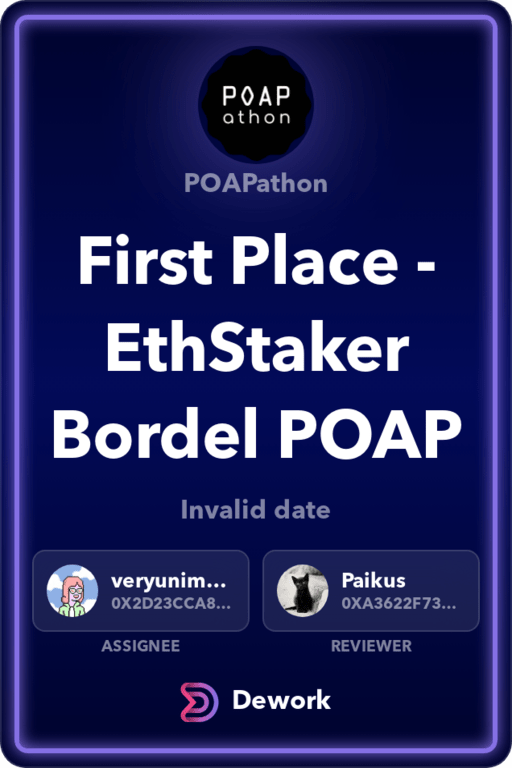 POAP
athon
POAPathon
First Place -
EthStaker
Bordel POAP
Invalid date
veryunim...
0X2D23CCA8...
ASSIGNEE
Paikus
0XA3622F73...
REVIEWER
Dework